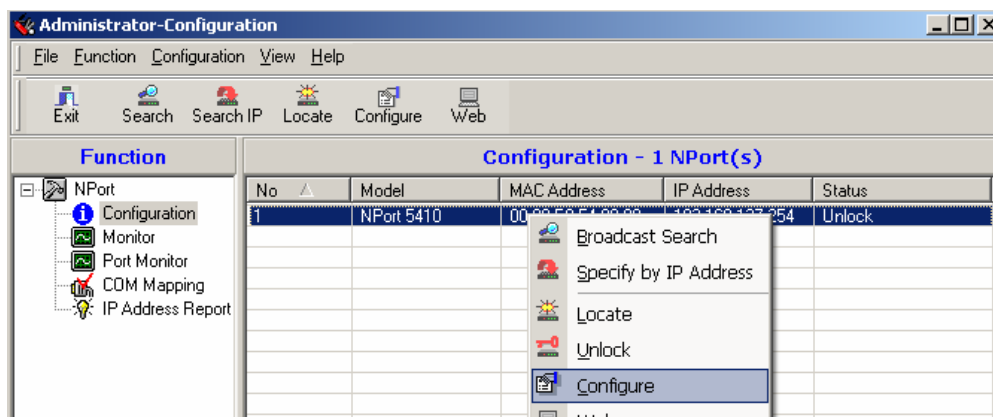 Administrator-Configuration
File Function Configuration View Help
Exit Search Search IP Locate Configure Web
Function
Configuration - 1 NPort(s)
NPort
Configuration
Monitor
Port Monitor
COM Mapping
IP Address Report
No Model MAC Address IP Address Status
1 NPort 5410 Unlock
Broadcast Search
Specify by IP Address
Locate
Unlock
Configure